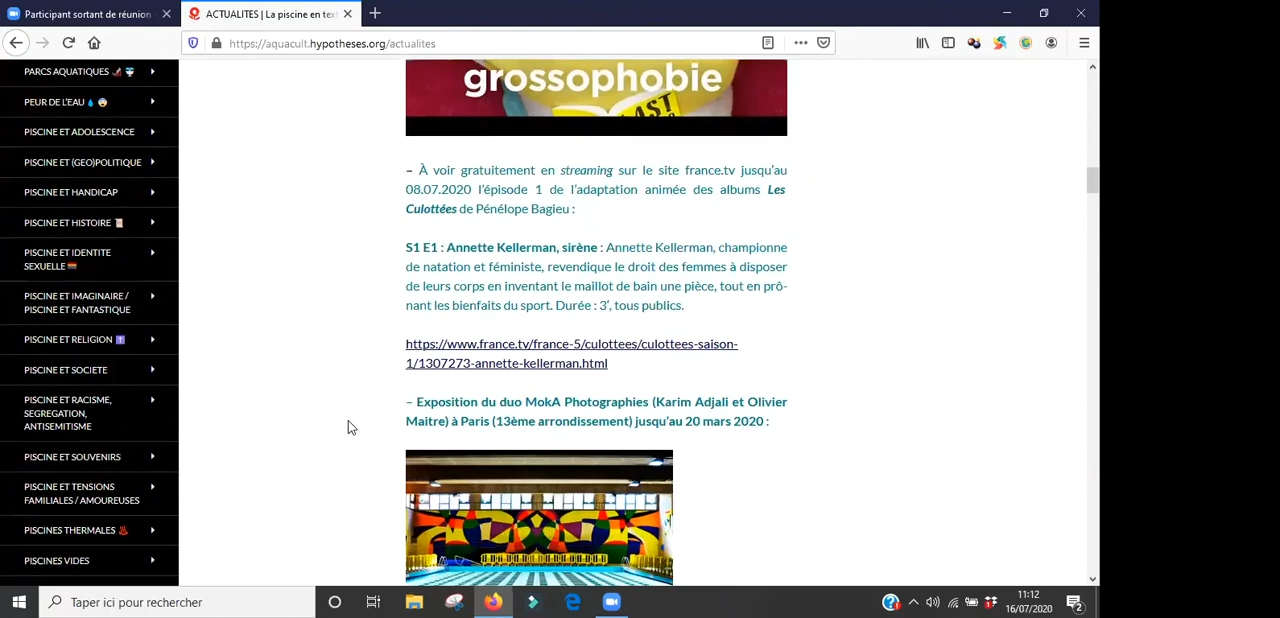 Participant sortant de réunion
ACTUALITES | La piscine en tex
https://aquacult.hypotheses.org/actualites
PARCS AQUATIQUES
PEUR DE L'EAU
PISCINE ET ADOLESCENCE
PISCINE ET (GEO)POLITIQUE
PISCINE ET HANDICAP
PISCINE ET HISTOIRE
PISCINE ET IDENTITE
SEXUELLE
PISCINE ET IMAGINAIRE /
PISCINE ET FANTASTIQUE
PISCINE ET RELIGION
PISCINE ET SOCIETE
PISCINE ET RACISME,
SEGREGATION,
ANTISEMITISME
PISCINE ET SOUVENIRS
PISCINE ET TENSIONS
FAMILIALES / AMOUREUSES
PISCINES THERMALES
PISCINES VIDES
grossophobie
– À voir gratuitement en streaming sur le site france.tv jusqu'au
08.07.2020 l'épisode 1 de l'adaptation animée des albums Les
Culottées de Pénélope Bagieu :
S1 E1 : Annette Kellerman, sirène : Annette Kellerman, championne
de natation et féministe, revendique le droit des femmes à disposer
de leurs corps en inventant le maillot de bain une pièce, tout en prô-
nant les bienfaits du sport. Durée : 3', tous publics.
https://www.france.tv/france-5/culottees/culottees-saison-
1/1307273-annette-kellerman.html
– Exposition du duo MokA Photographies (Karim Adjali et Olivier
Maitre) à Paris (13ème arrondissement) jusqu'au 20 mars 2020 :
Taper ici pour rechercher
11:12
16/07/2020
2